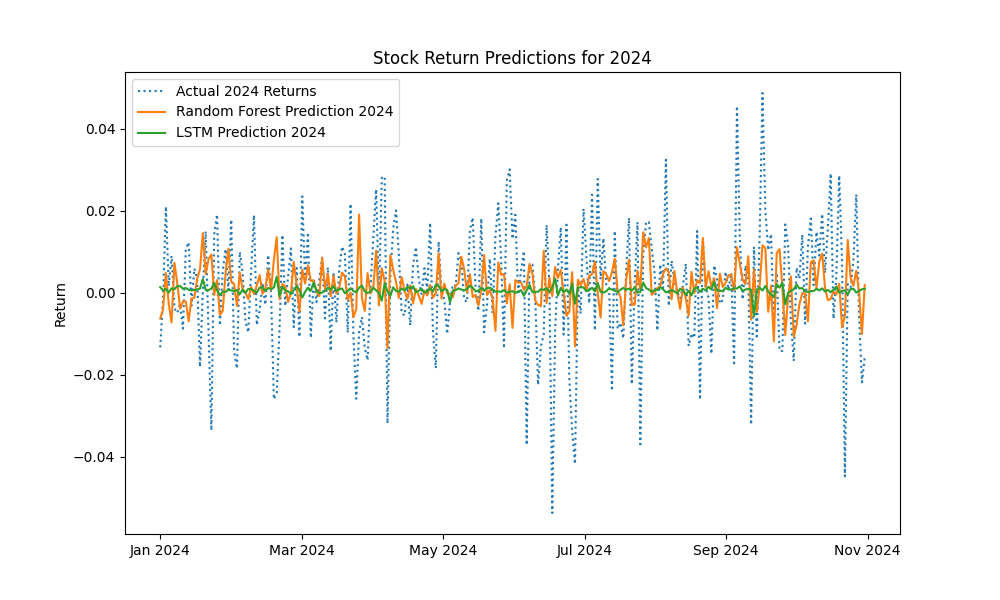 Stock Return Predictions for 2024
Actual 2024 Returns
Random Forest Prediction 2024
LSTM Prediction 2024
Return
0.04
0.02
0.00
−0.02
−0.04
Jan 2024 Mar 2024 May 2024 Jul 2024 Sep 2024 Nov 2024